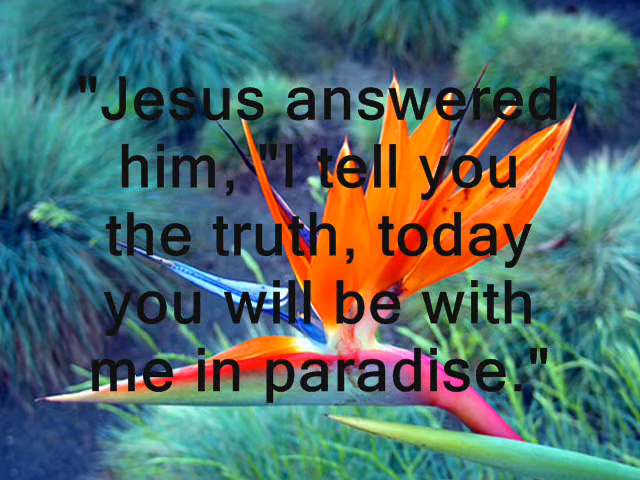 "Jesus answered
him, "I tell you
the truth, today
you will be with
me in paradise."